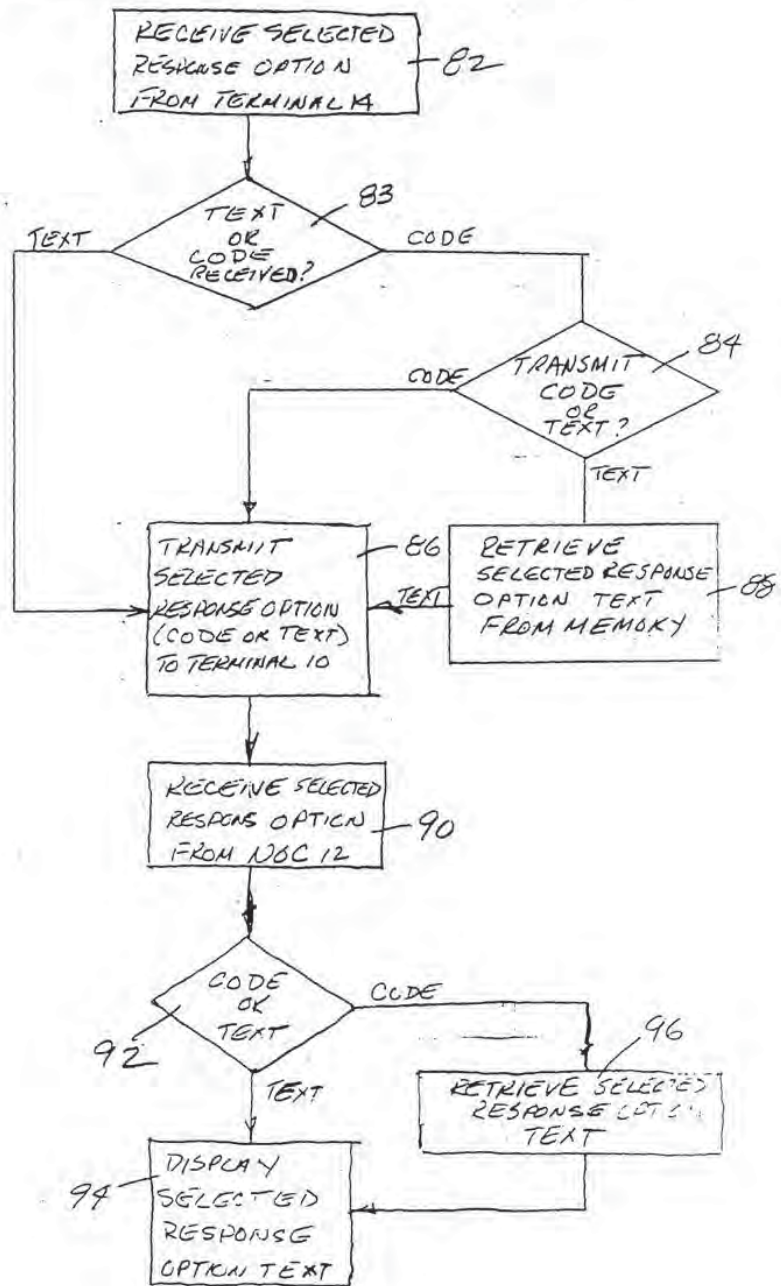 RECEIVE SELECTED
RESPONSE OPTION
FROM TERMINAL 14
82
83
TEXT
OR
CODE
RECEIVED?
TEXT
CODE
84
TRANSMIT
CODE
OR
TEXT?
CODE
TEXT
TRANSMIT
SELECTED
RESPONSE OPTION
(CODE OR TEXT)
TO TERMINAL 10
86
TEXT
RETRIEVE
SELECTED RESPONSE
OPTION TEXT
FROM MEMORY
88
RECEIVE SELECTED
RESPONS OPTION
FROM NOC 12
90
CODE
OR
TEXT
92
CODE
TEXT
96
RETRIEVE SELECTED
RESPONSE OPTION
TEXT
94
DISPLAY
SELECTED
RESPONSE
OPTION TEXT